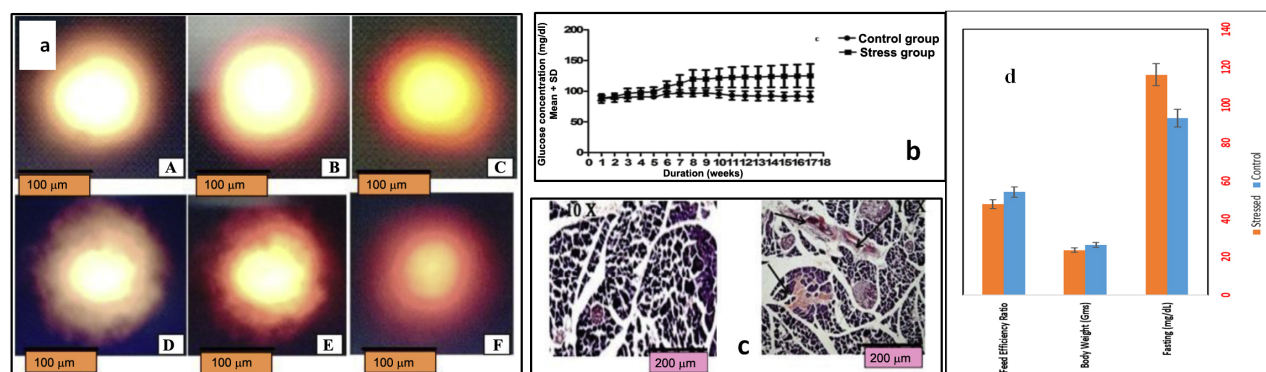 a
A
B
C
100 µm
100 µm
100 µm
D
E
F
100 µm
100 µm
100 µm
Glucose concentration (mg/dl)
Mean + SD
200
150
100
50
0
0 1 2 3 4 5 6 7 8 9 10 11 12 13 14 15 16 17 18
Duration (weeks)
c
Control group
Stress group
b
10 X
200 µm
c
200 µm
d
Feed Efficiency Ratio
Body Weight (Gms)
Fasting (mg/dL)
0
20
40
60
80
100
120
140
Stressed
Control